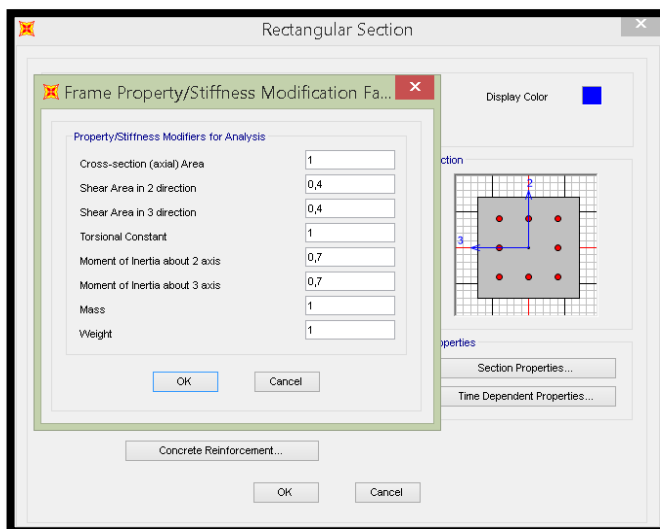 Rectangular Section
Frame Property/Stiffness Modification Fa...
Display Color
Property/Stiffness Modifiers for Analysis
Cross-section (axial) Area 1
Shear Area in 2 direction 0,4
Shear Area in 3 direction 0,4
Torsional Constant 1
Moment of Inertia about 2 axis 0,7
Moment of Inertia about 3 axis 0,7
Mass 1
Weight 1
OK Cancel
ction
2
3
operties
Section Properties...
Time Dependent Properties...
Concrete Reinforcement...
OK Cancel